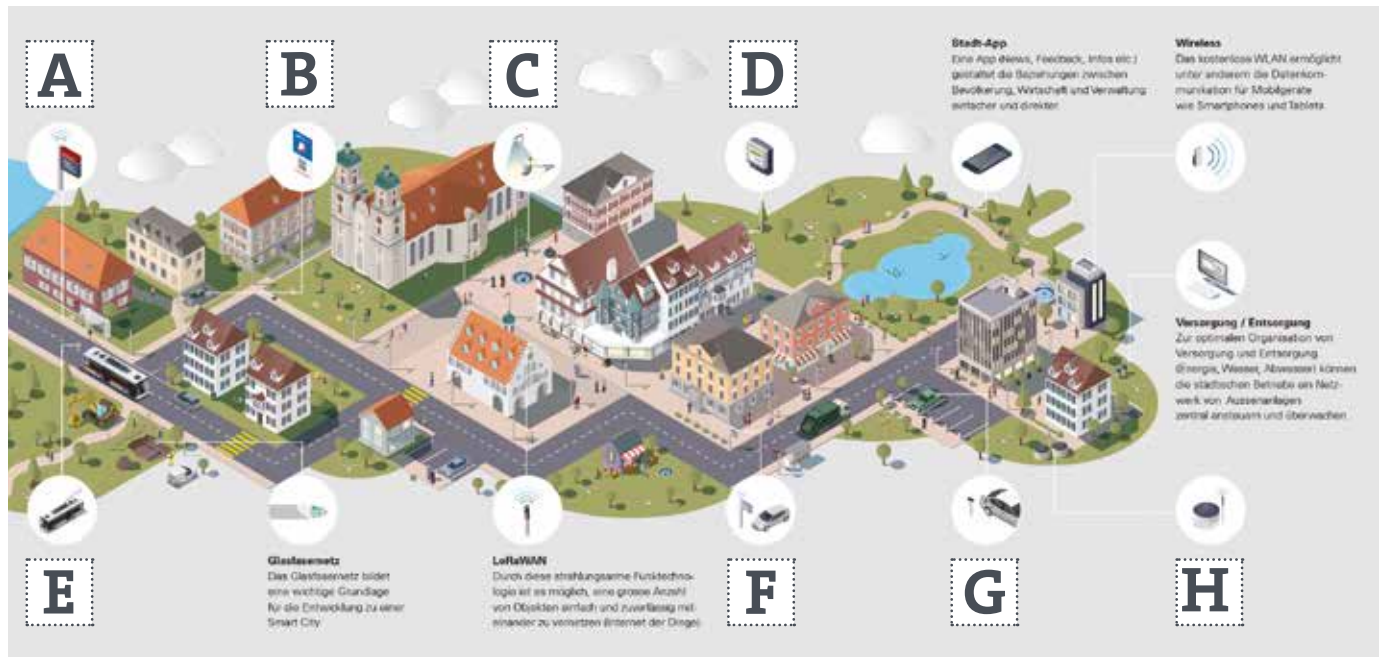 A
B
C
D
Stadt-App
Eine App (News, Feedback, Infos etc.)
gestaltet die Beziehungen zwischen
Bevölkerung, Wirtschaft und Verwaltung
einfacher und direkter.
Wireless
Das kostenlose WLAN ermöglicht
unter anderem die Datenkom-
munikation für Mobilgeräte
wie Smartphones und Tablets.
Versorgung / Entsorgung
Zur optimalen Organisation von
Versorgung und Entsorgung
(Energie, Wasser, Abwasser) können
die städtischen Betriebe ein Netz-
werk von Aussenanlagen
zentral ansteuern und überwachen.
E
Glasfasernetz
Das Glasfasernetz bildet
eine wichtige Grundlage
für die Entwicklung zu einer
Smart City.
LoRaWAN
Durch diese strahlungsarme Funktechno-
logie ist es möglich, eine grosse Anzahl
von Objekten einfach und zuverlässig mit-
einander zu vernetzen (Internet der Dinge).
F
G
H